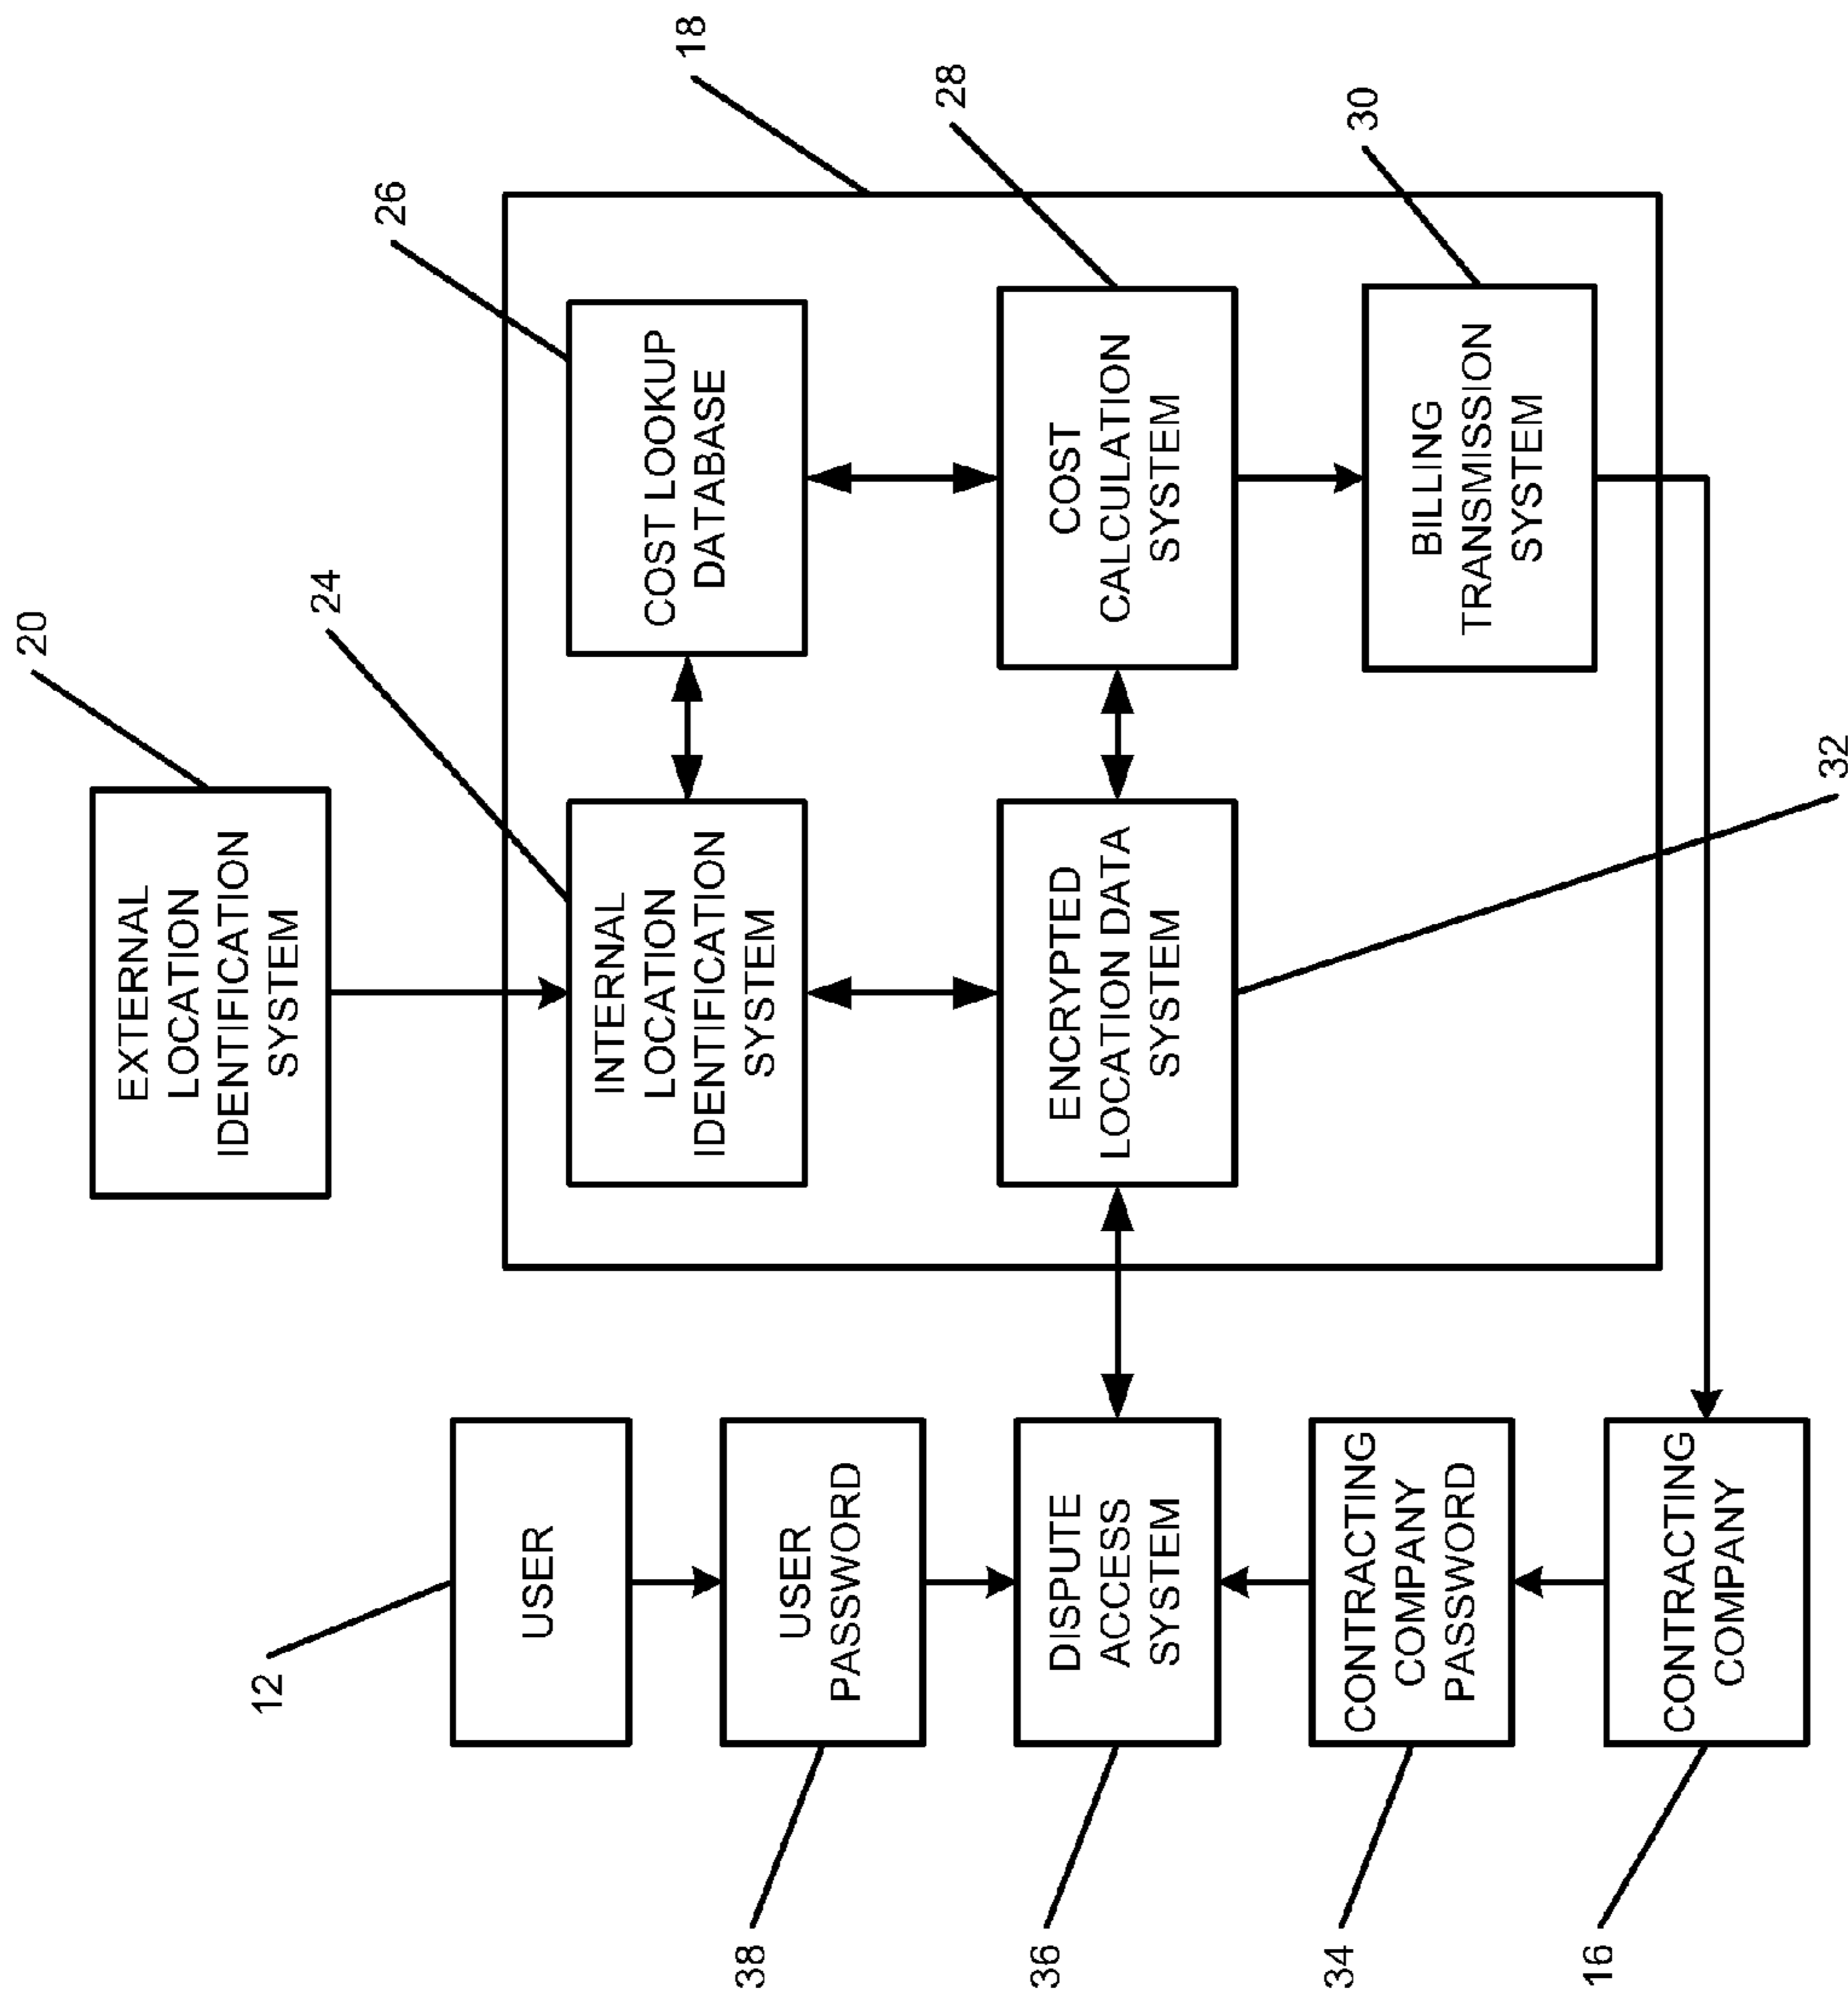 20
EXTERNAL
LOCATION
IDENTIFICATION
SYSTEM
18
24
INTERNAL
LOCATION
IDENTIFICATION
SYSTEM
26
COST LOOKUP
DATABASE
12
USER
38
USER
PASSWORD
36
DISPUTE
ACCESS
SYSTEM
ENCRYPTED
LOCATION DATA
SYSTEM
32
28
COST
CALCULATION
SYSTEM
30
BILLING
TRANSMISSION
SYSTEM
34
CONTRACTING
COMPANY
PASSWORD
16
CONTRACTING
COMPANY